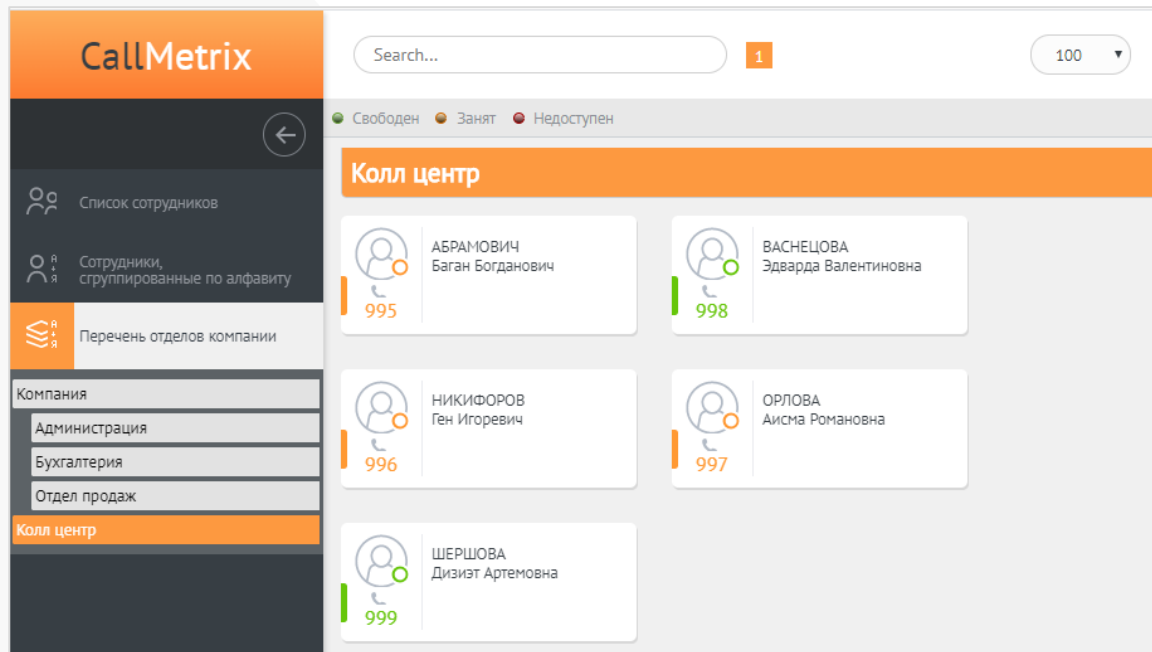 CallMetrix
Search...
1
100
Свободен Занят Недоступен
Список сотрудников
Сотрудники,
сгруппированные по алфавиту
Перечень отделов компании
Компания
Администрация
Бухгалтерия
Отдел продаж
Колл центр
Колл центр
АБРАМОВИЧ
Баган Богданович
995
ВАСНЕЦОВА
Эдварда Валентиновна
998
НИКИФОРОВ
Ген Игоревич
996
ОРЛОВА
Аисма Романовна
997
ШЕРШОВА
Дизиэт Артемовна
999